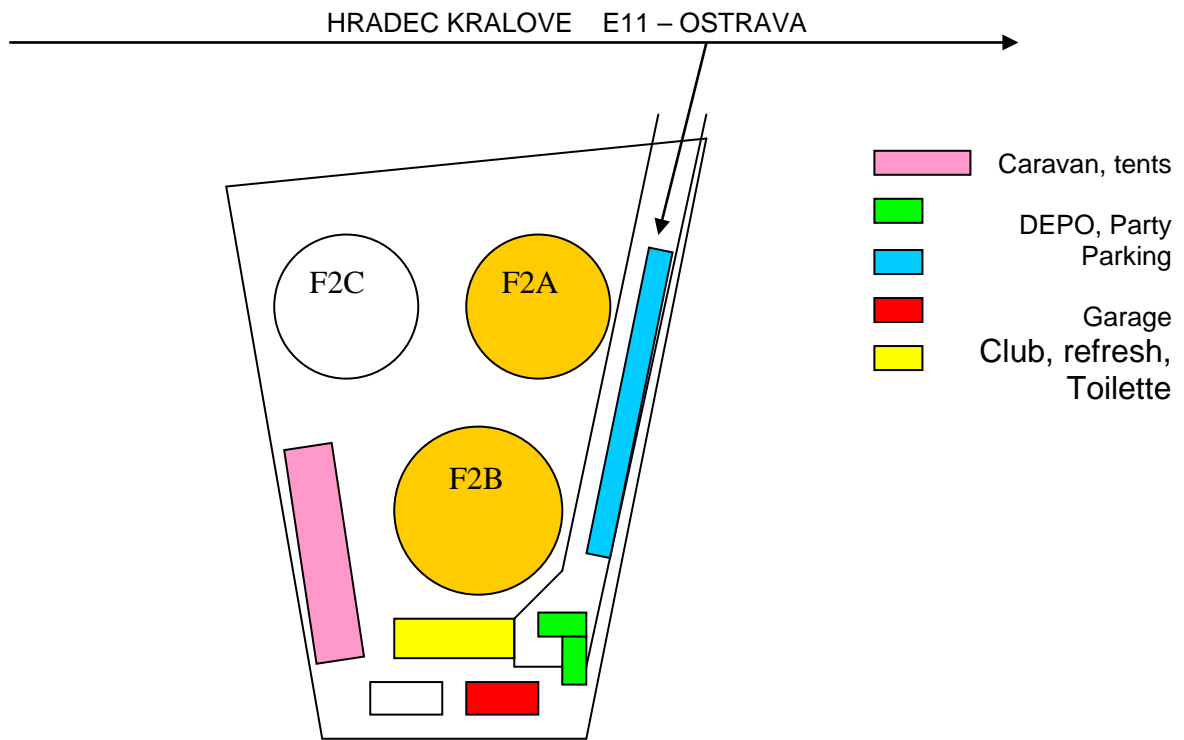 HRADEC KRALOVE E11 – OSTRAVA
F2C
F2A
F2B
Caravan, tents
DEPO, Party
Parking
Garage
Club, refresh,
Toilette